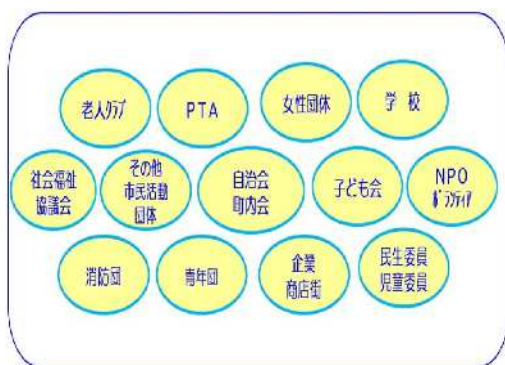 老人クラブ
PTA
女性団体
学 校
社会福祉
協議会
その他
市民活動
団体
自治会
町内会
子ども会
NPO
ボランティア
消防団
青年団
企業
商店街
民生委員
児童委員